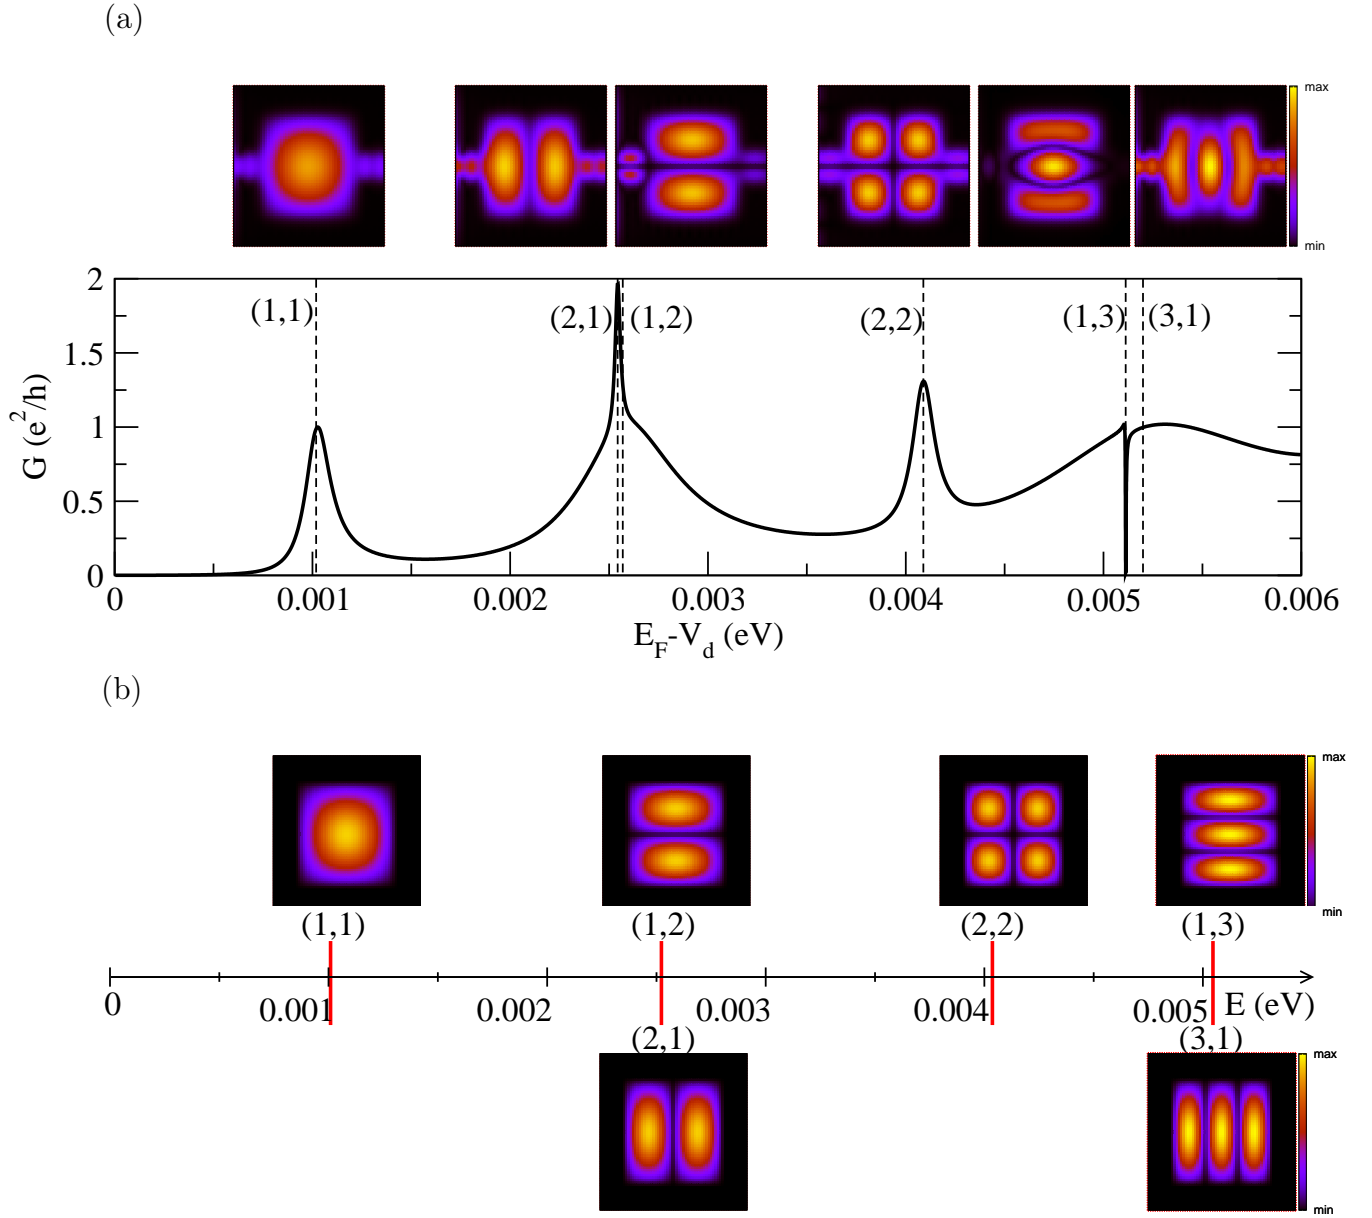 (a)
max
min
2
(1,1)
(2,1)
(1,2)
(2,2)
(1,3)
(3,1)
1.5
1
0.5
0
G (e²/h)
0
0.001
0.002
0.003
0.004
0.005
0.006
E_F-V_d (eV)
(b)
max
min
(1,1)
(1,2)
(2,2)
(1,3)
0
0.001
0.002
0.003
0.004
0.005
E (eV)
(2,1)
(3,1)
max
min